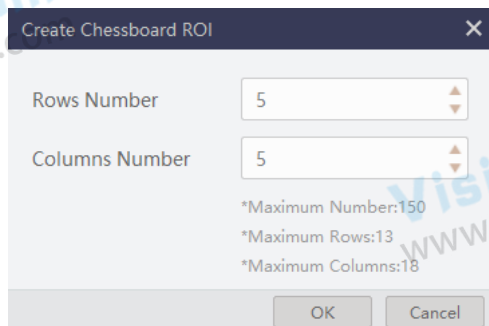 Create Chessboard ROI
Rows Number 5
Columns Number 5
*Maximum Number:150
*Maximum Rows:13
*Maximum Columns:18
OK Cancel